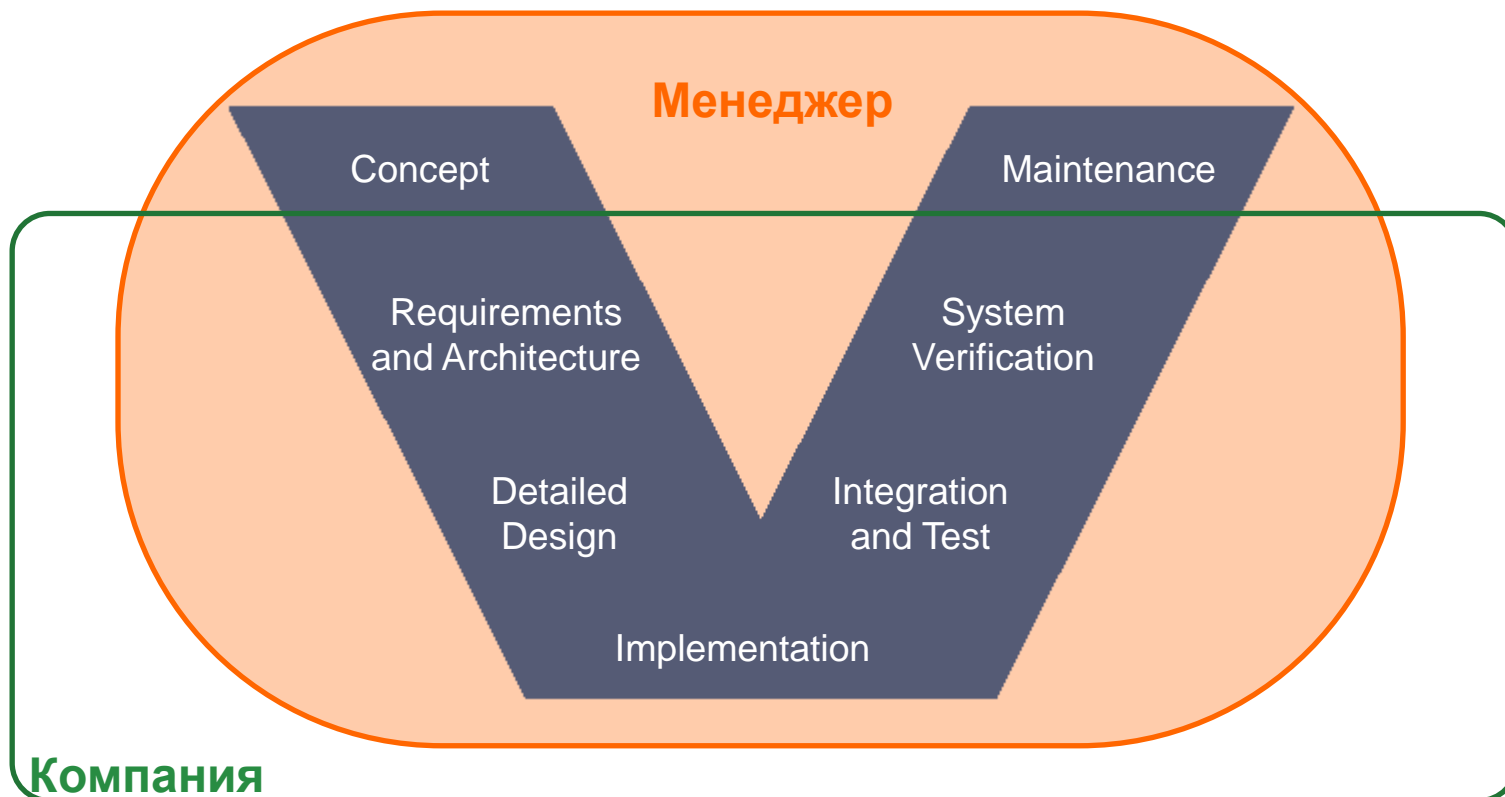 Менеджер
Concept
Maintenance
Requirements
and Architecture
System
Verification
Detailed
Design
Integration
and Test
Implementation
Компания